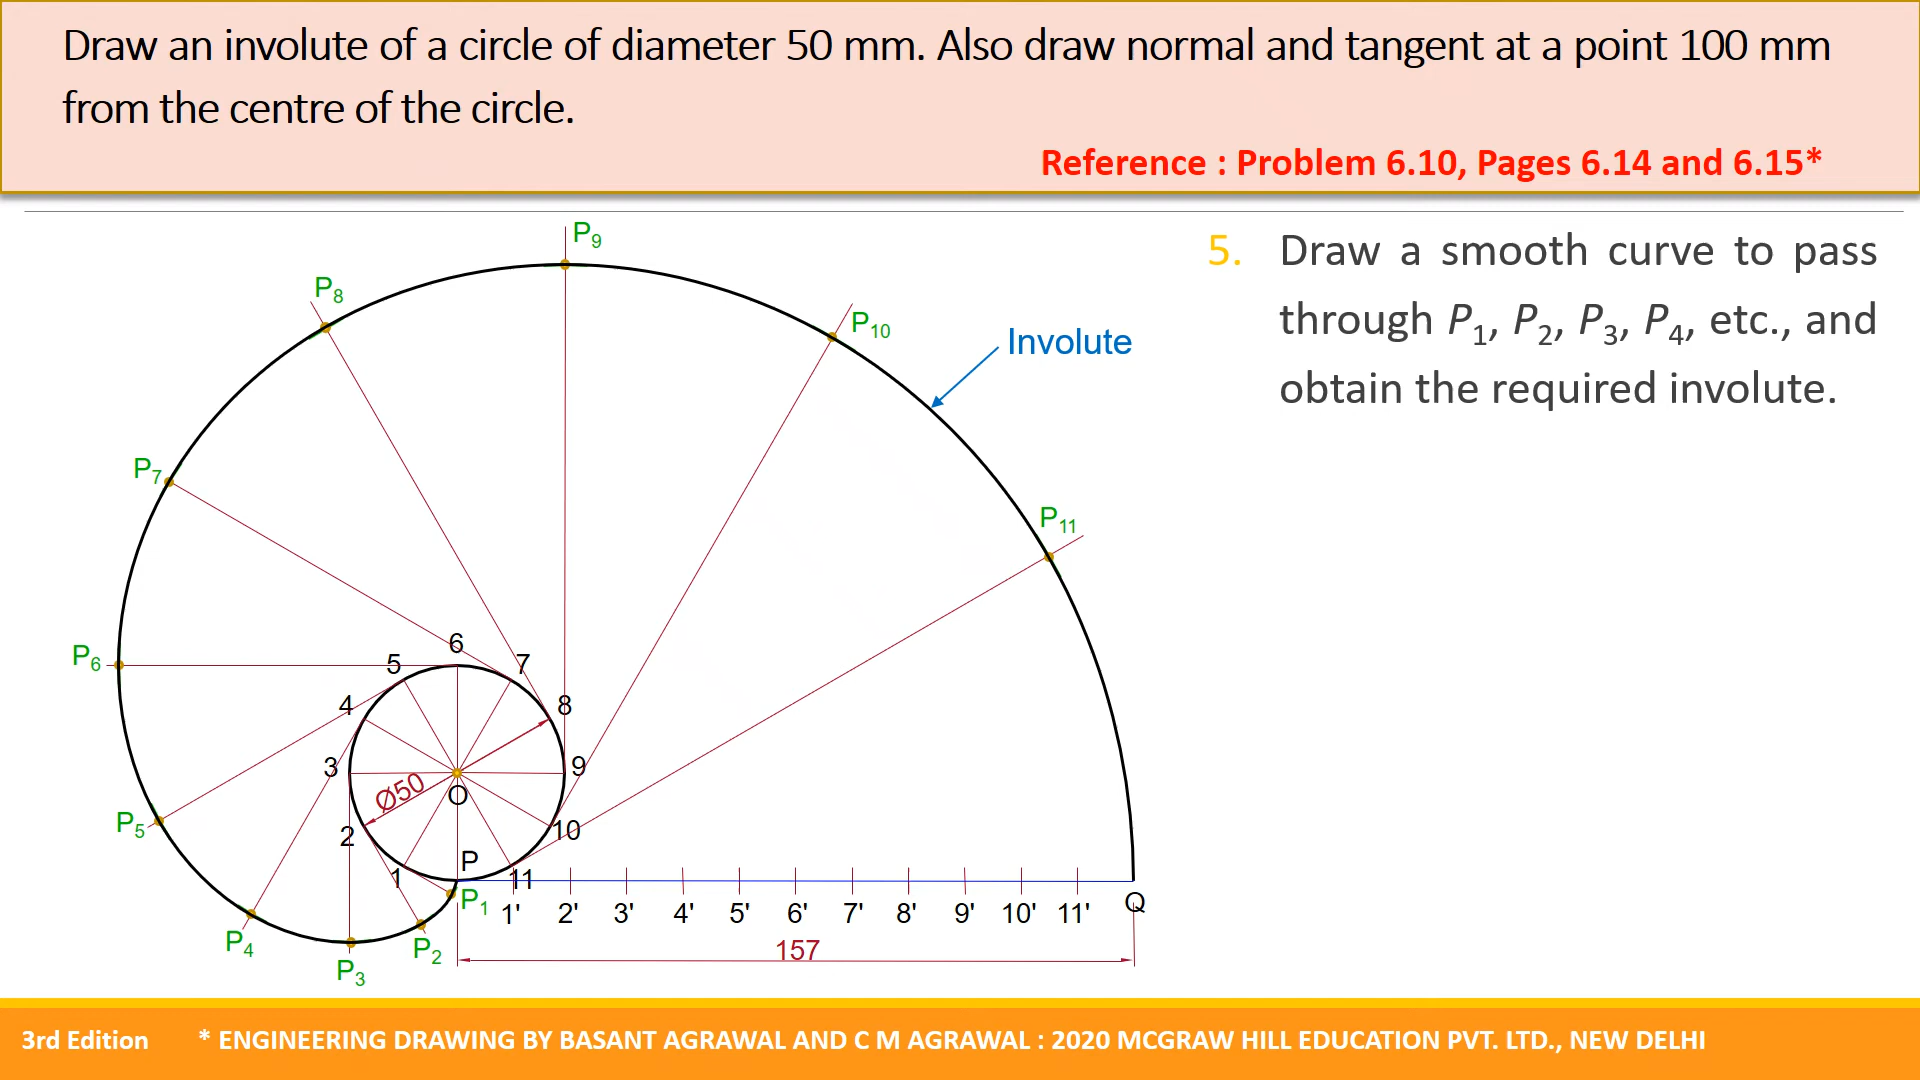 Draw an involute of a circle of diameter 50 mm. Also draw normal and tangent at a point 100 mm
from the centre of the circle.
Reference : Problem 6.10, Pages 6.14 and 6.15*
5. Draw a smooth curve to pass
through P₁, P₂, P₃, P₄, etc., and
obtain the required involute.
P₉
P₈
P₁₀
Involute
P₇
P₁₁
P₆
6
5
7
4
8
3
9
O
Ø50
P₅
2
10
P
1
11
P₁
1' 2' 3' 4' 5' 6' 7' 8' 9' 10' 11' Q
P₄
P₂
157
P₃
3rd Edition * ENGINEERING DRAWING BY BASANT AGRAWAL AND C M AGRAWAL : 2020 MCGRAW HILL EDUCATION PVT. LTD., NEW DELHI